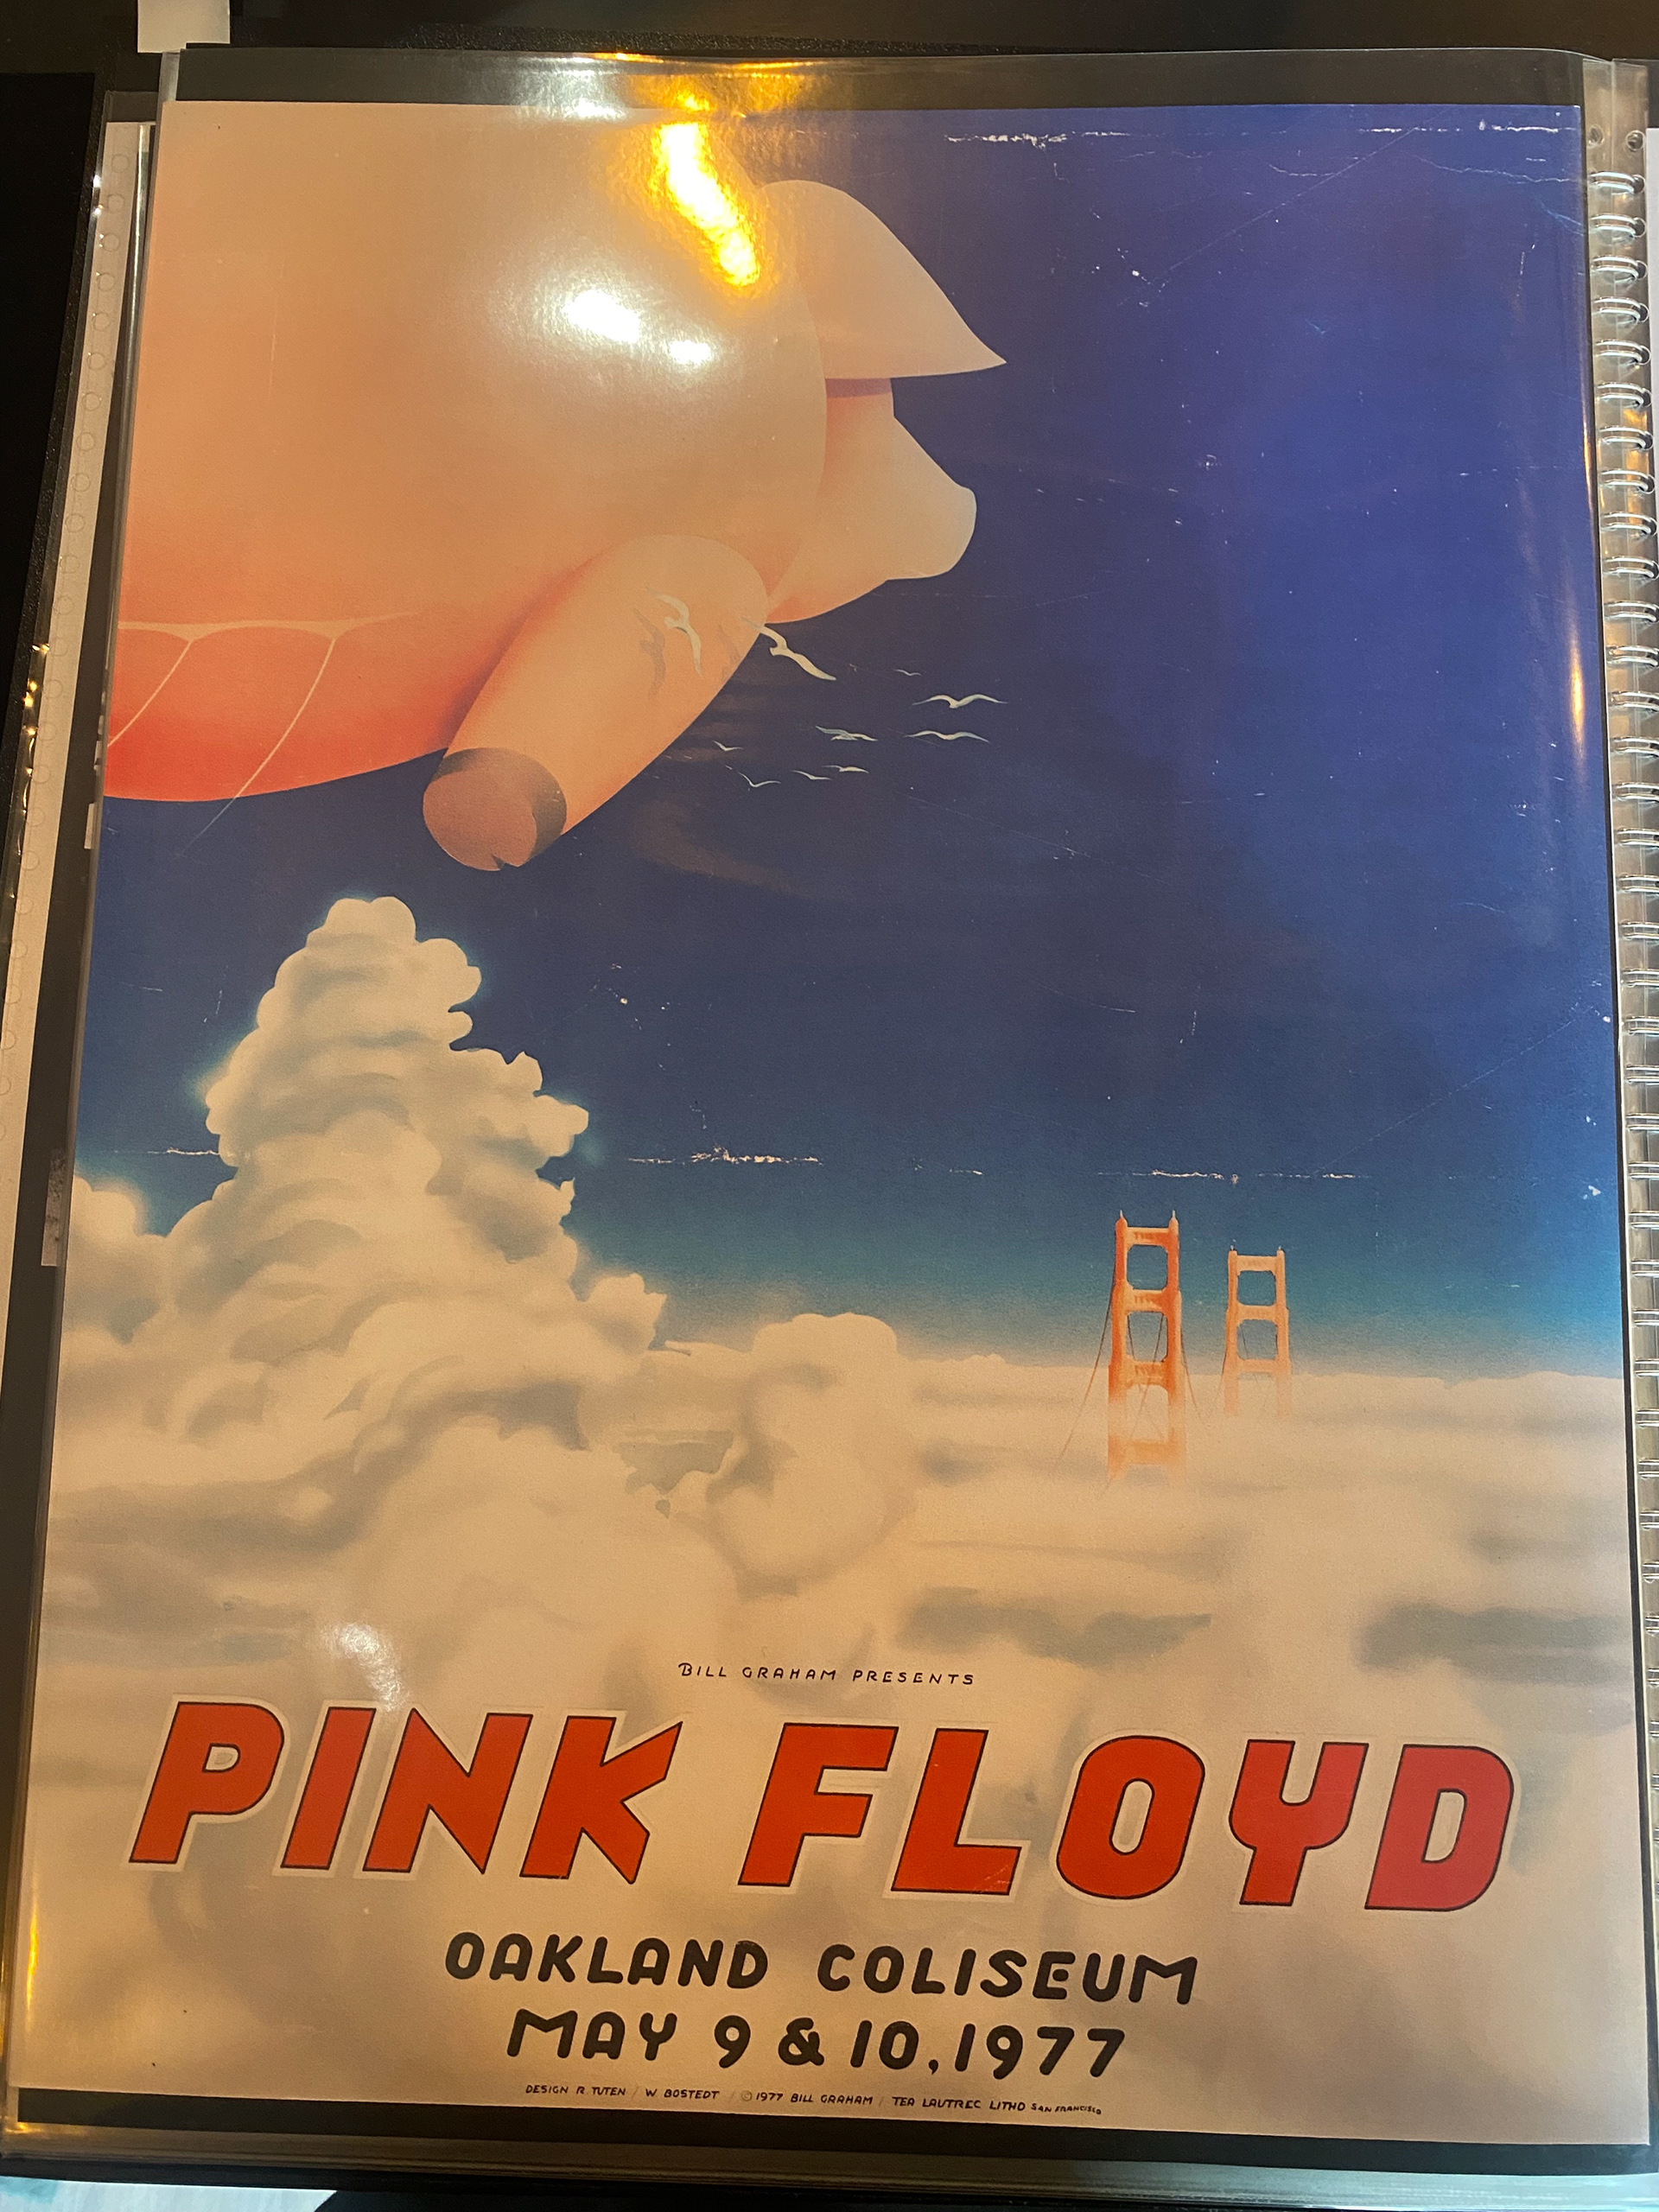 BILL GRAHAM PRESENTS
PINK FLOYD
OAKLAND COLISEUM
MAY 9 & 10, 1977
DESIGN R. TUTEN / W BOSTEDT / © 1977 BILL GRAHAM / TEA LAUTREC LITHO SAN FRANCISCO